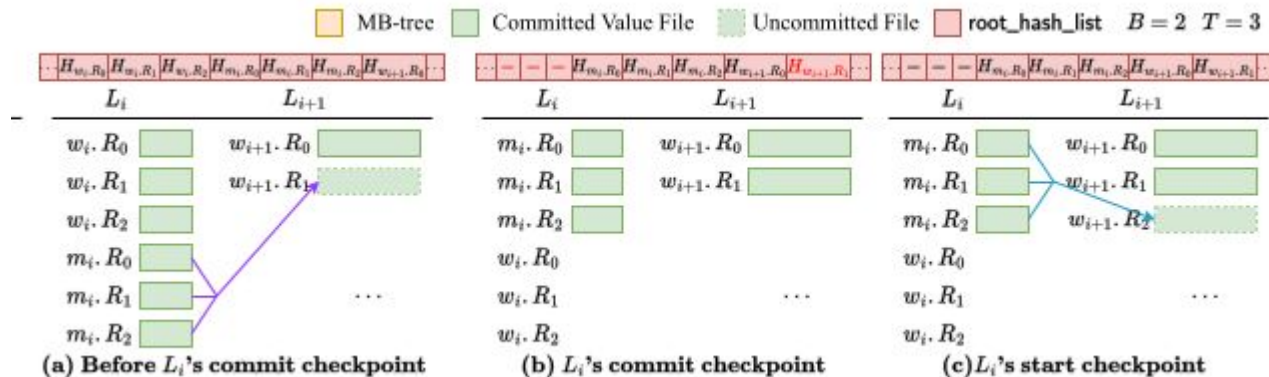 MB-tree Committed Value File Uncommitted File root_hash_list B = 2 T = 3
··· H_{w_i.R_0} H_{w_i.R_1} H_{w_i.R_2} H_{m_i.R_0} H_{m_i.R_1} H_{m_i.R_2} H_{w_{i+1}.R_0} ···
L_i L_{i+1}
w_i.R_0 w_{i+1}.R_0
w_i.R_1 w_{i+1}.R_1
w_i.R_2
m_i.R_0
m_i.R_1 ···
m_i.R_2
(a) Before L_i's commit checkpoint
··· – – – H_{m_i.R_0} H_{m_i.R_1} H_{m_i.R_2} H_{w_{i+1}.R_0} H_{w_{i+1}.R_1} ···
L_i L_{i+1}
m_i.R_0 w_{i+1}.R_0
m_i.R_1 w_{i+1}.R_1
m_i.R_2
w_i.R_0
w_i.R_1 ···
w_i.R_2
(b) L_i's commit checkpoint
··· – – – H_{m_i.R_0} H_{m_i.R_1} H_{m_i.R_2} H_{w_{i+1}.R_0} H_{w_{i+1}.R_1} ···
L_i L_{i+1}
m_i.R_0 w_{i+1}.R_0
m_i.R_1 w_{i+1}.R_1
m_i.R_2 w_{i+1}.R_2
w_i.R_0
w_i.R_1 ···
w_i.R_2
(c)L_i's start checkpoint